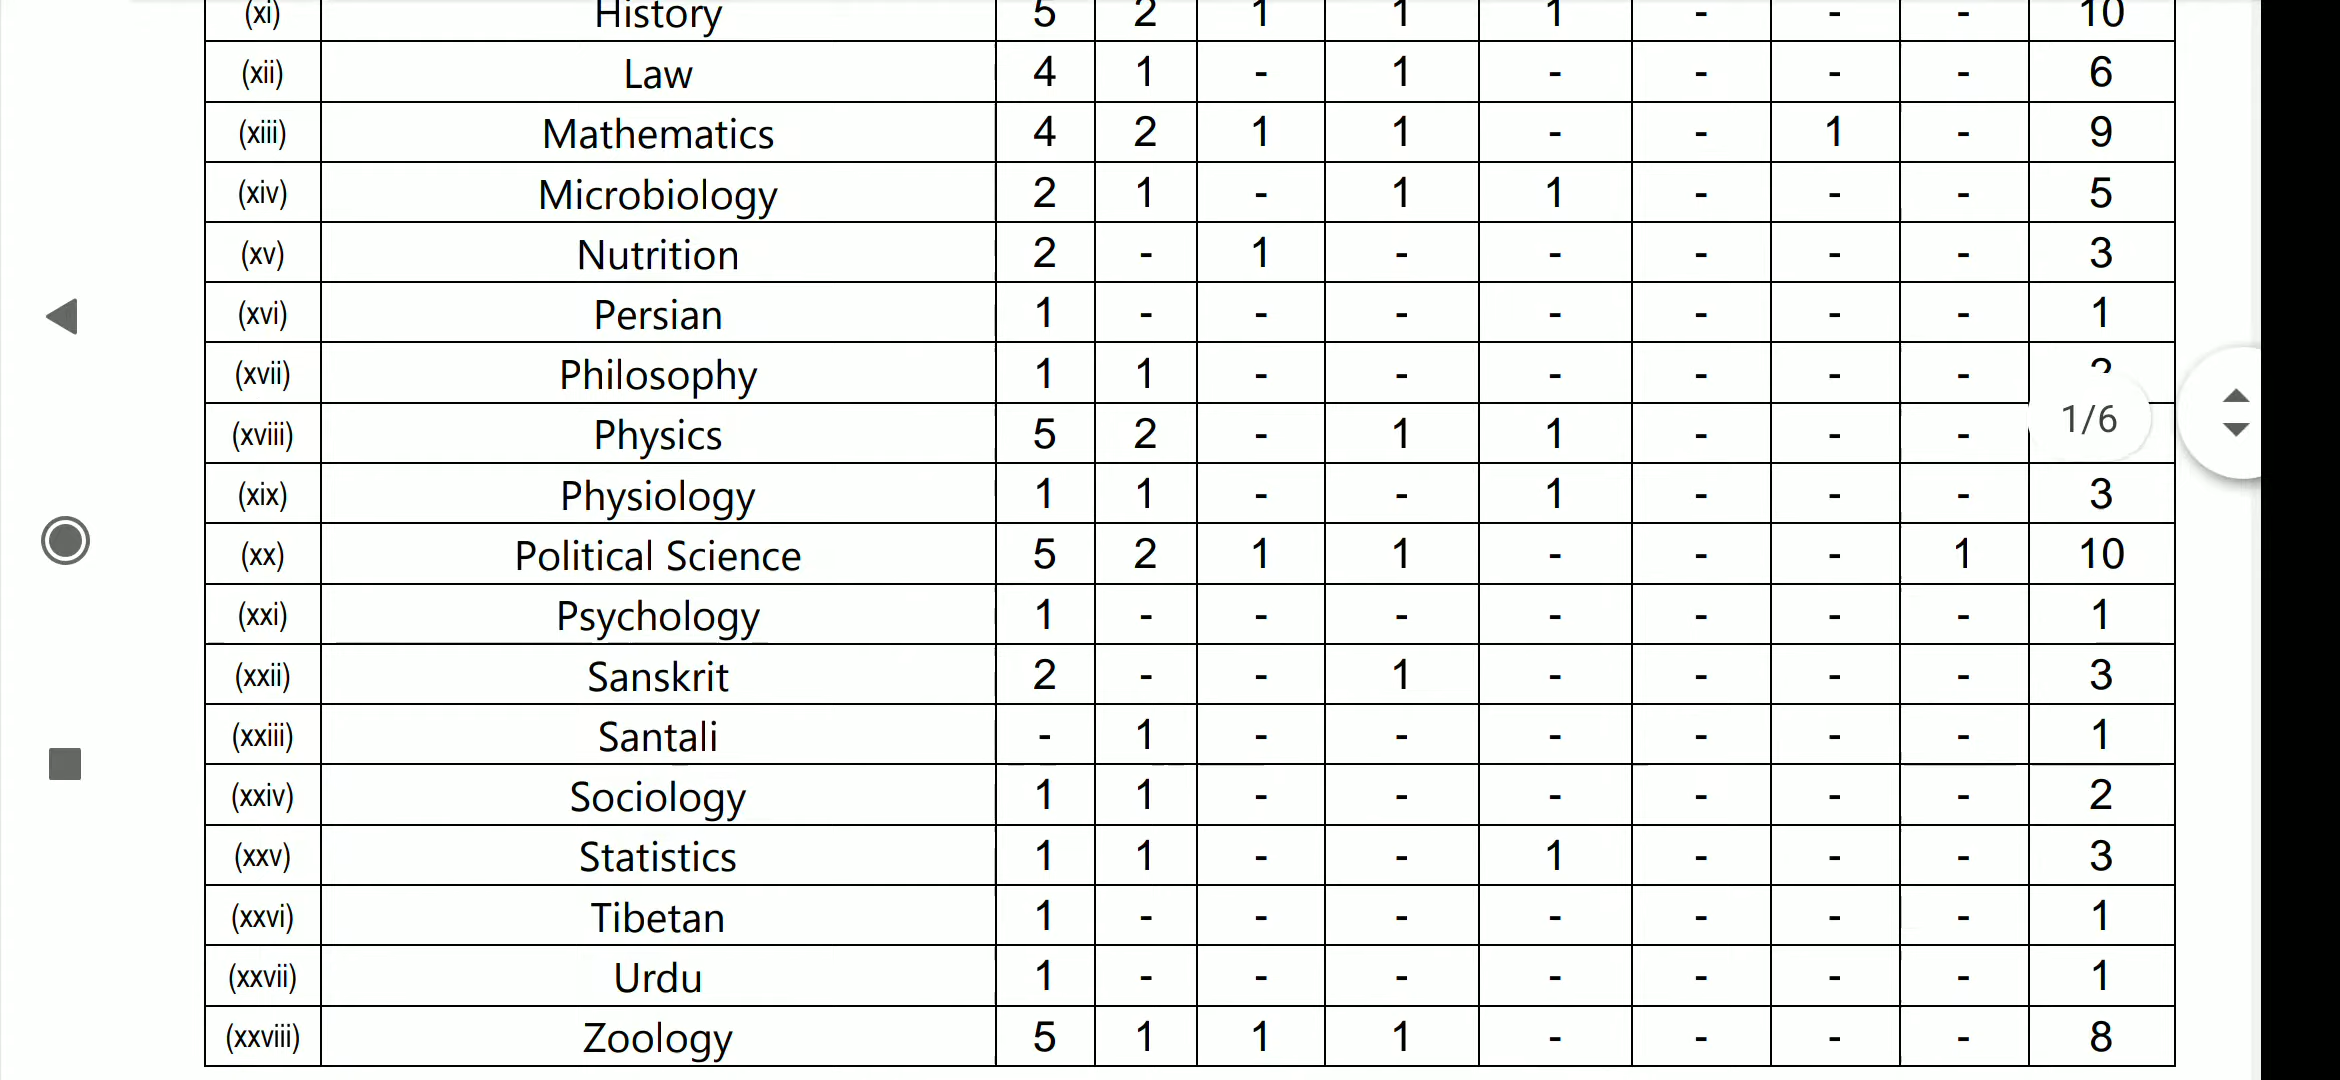 (xi) History 5 2 1 1 1 - - - 10
(xii) Law 4 1 - 1 - - - - 6
(xiii) Mathematics 4 2 1 1 - - 1 - 9
(xiv) Microbiology 2 1 - 1 1 - - - 5
(xv) Nutrition 2 - 1 - - - - - 3
(xvi) Persian 1 - - - - - - - 1
(xvii) Philosophy 1 1 - - - - - - 2
(xviii) Physics 5 2 - 1 1 - - - 1/6
(xix) Physiology 1 1 - - 1 - - - 3
(xx) Political Science 5 2 1 1 - - - 1 10
(xxi) Psychology 1 - - - - - - - 1
(xxii) Sanskrit 2 - - 1 - - - - 3
(xxiii) Santali - 1 - - - - - - 1
(xxiv) Sociology 1 1 - - - - - - 2
(xxv) Statistics 1 1 - - 1 - - - 3
(xxvi) Tibetan 1 - - - - - - - 1
(xxvii) Urdu 1 - - - - - - - 1
(xxviii) Zoology 5 1 1 1 - - - - 8